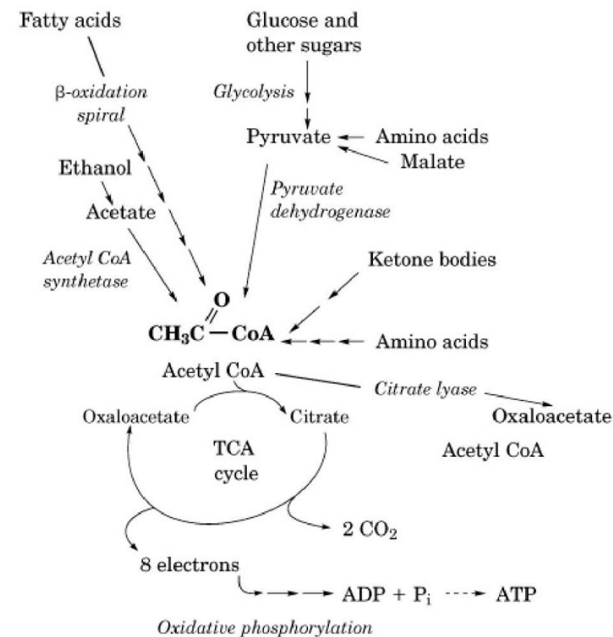 Fatty acids
Glucose and
other sugars
β-oxidation
spiral
Glycolysis
Pyruvate
Amino acids
Malate
Ethanol
Acetate
Pyruvate
dehydrogenase
Acetyl CoA
synthetase
Ketone bodies
O
CH₃C — CoA
Amino acids
Acetyl CoA
Citrate lyase
Oxaloacetate
Citrate
Oxaloacetate
TCA
cycle
Acetyl CoA
2 CO₂
8 electrons
ADP + Pᵢ
ATP
Oxidative phosphorylation